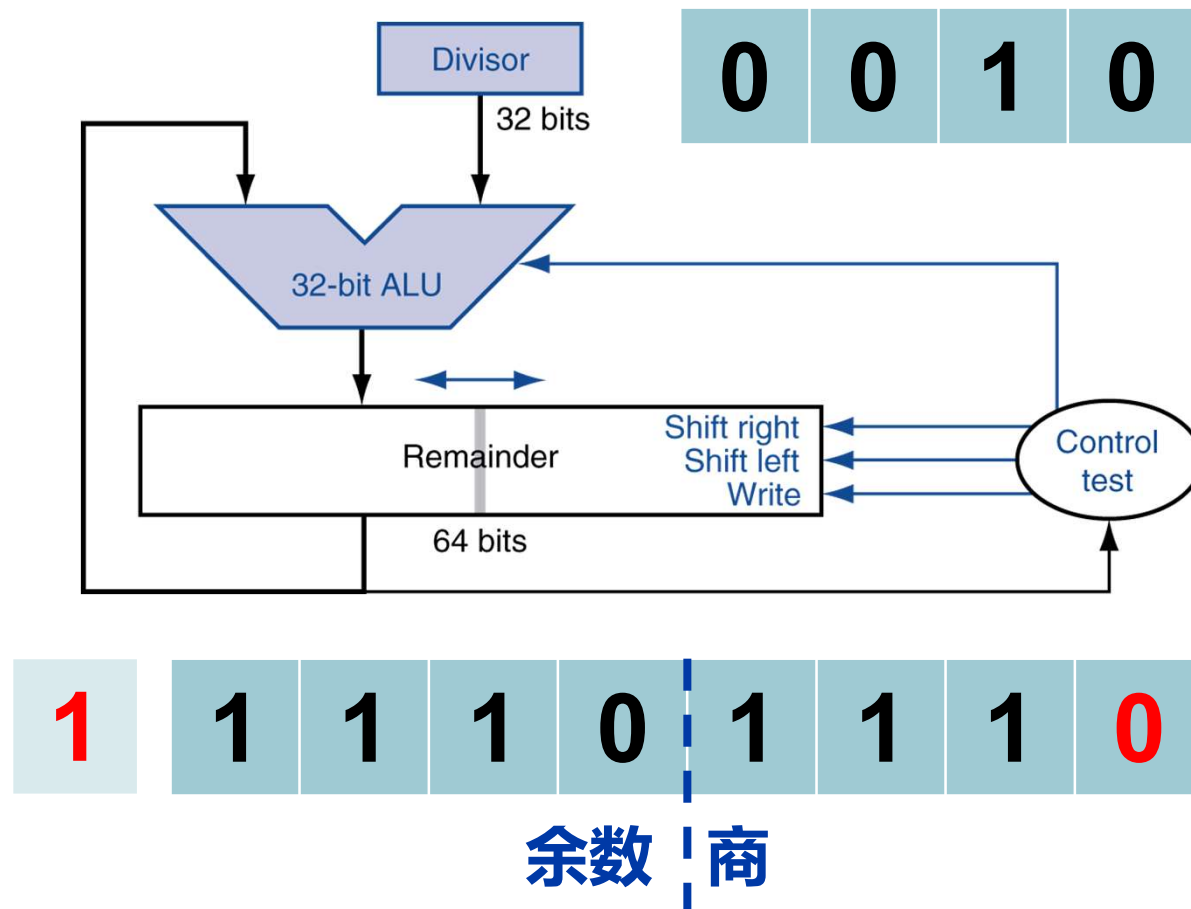 Divisor
0 0 1 0
32 bits
32-bit ALU
Remainder
Shift right
Shift left
Write
Control
test
64 bits
1 1 1 1 0 1 1 1 0
余数 商